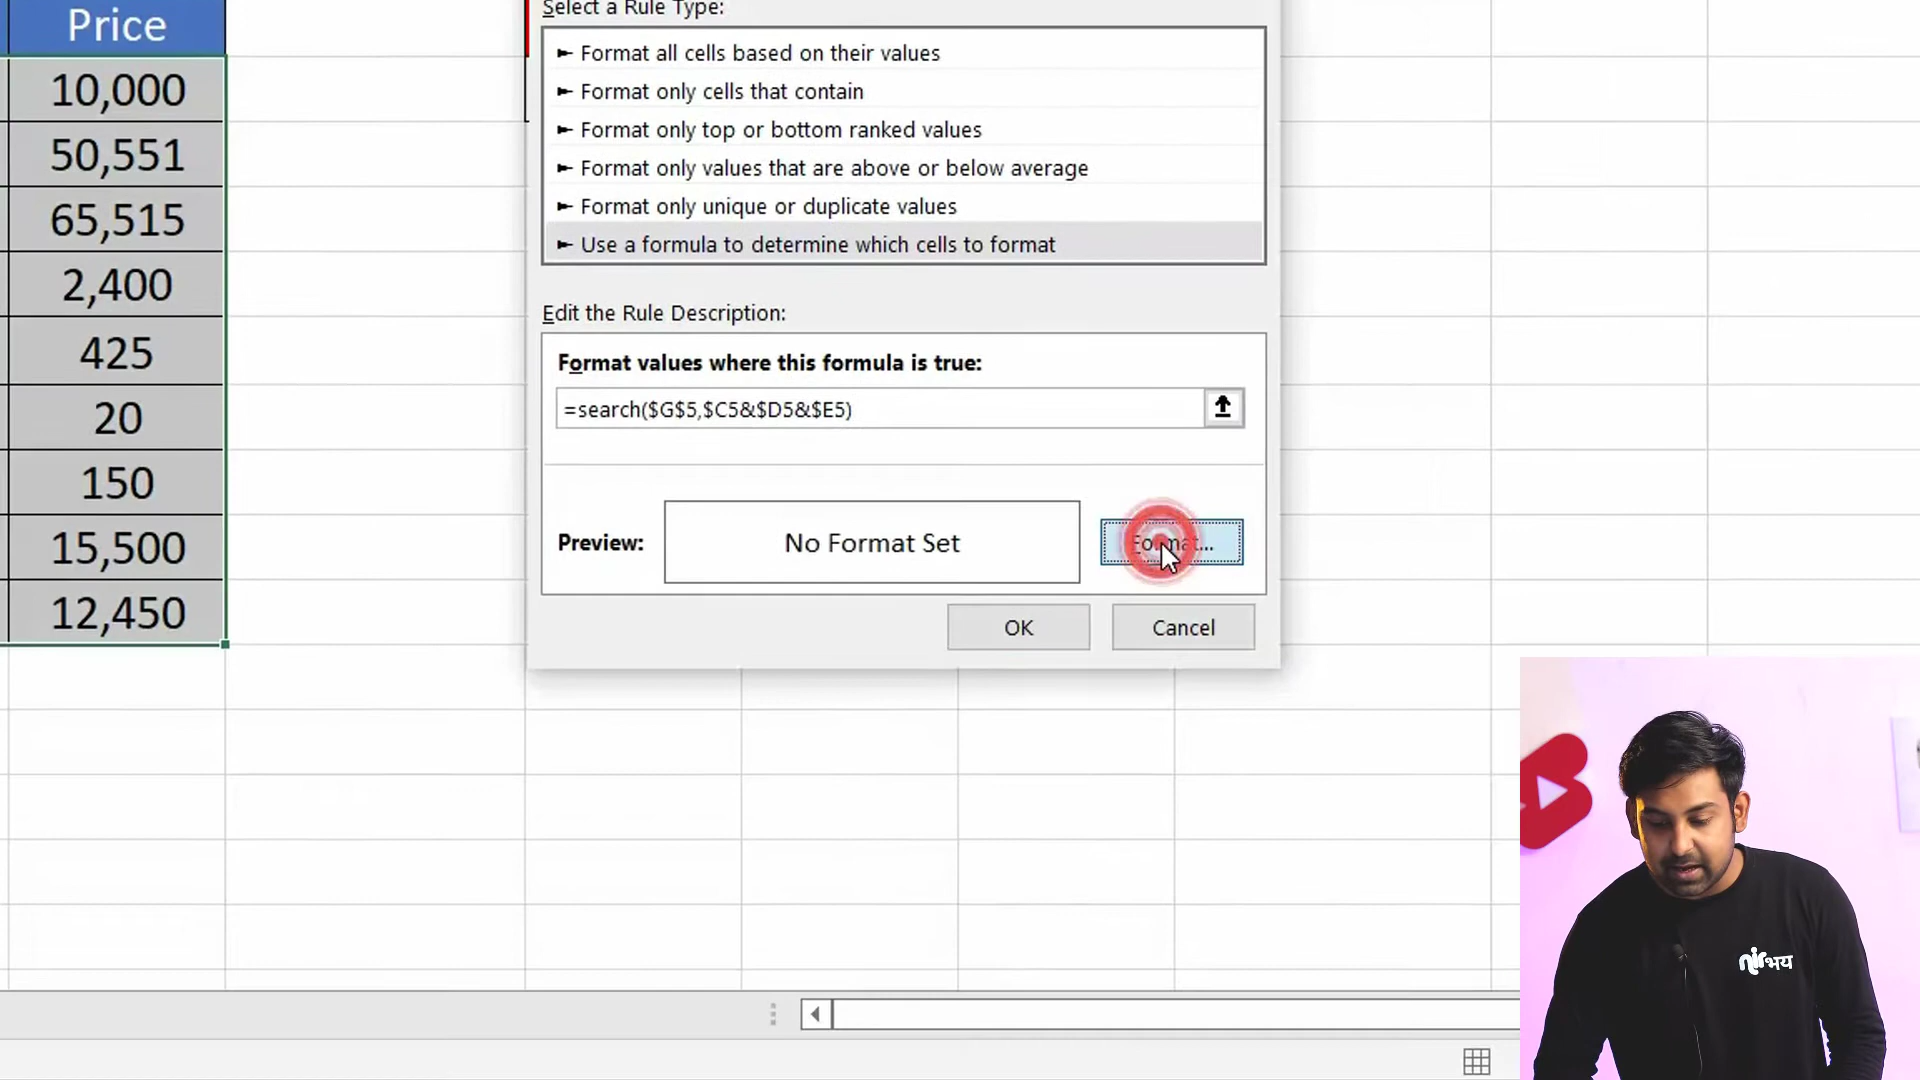 Price
10,000
50,551
65,515
2,400
425
20
150
15,500
12,450
Select a Rule Type:
► Format all cells based on their values
► Format only cells that contain
► Format only top or bottom ranked values
► Format only values that are above or below average
► Format only unique or duplicate values
► Use a formula to determine which cells to format
Edit the Rule Description:
Format values where this formula is true:
=search($G$5,$C5&$D5&$E5)
Preview:
No Format Set
Format...
OK
Cancel
nirभय